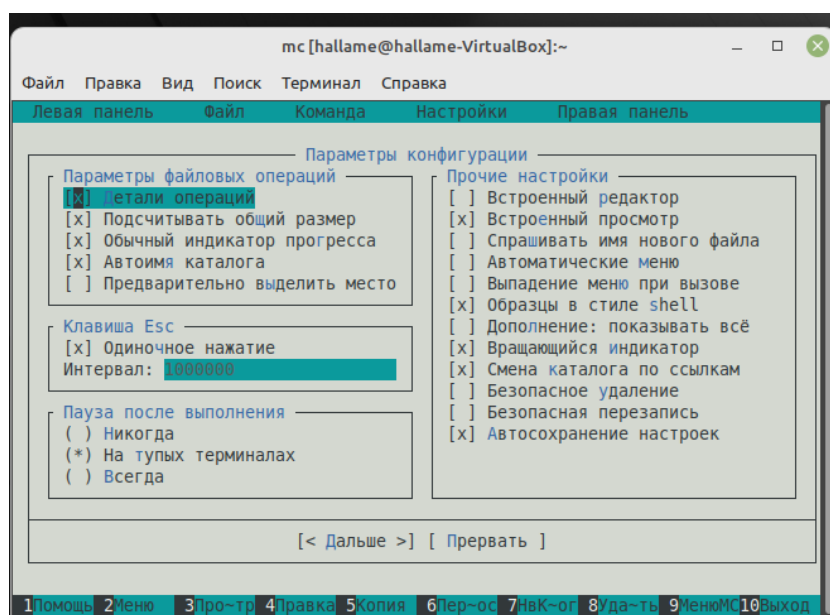 mc [hallame@hallame-VirtualBox]:~
Файл Правка Вид Поиск Терминал Справка
Левая панель Файл Команда Настройки Правая панель
Параметры конфигурации
Параметры файловых операций
[x] Детали операций
[x] Подсчитывать общий размер
[x] Обычный индикатор прогресса
[x] Автоимя каталога
[ ] Предварительно выделить место
Клавиша Esc
[x] Одиночное нажатие
Интервал: 1000000
Пауза после выполнения
( ) Никогда
(*) На тупых терминалах
( ) Всегда
Прочие настройки
[ ] Встроенный редактор
[x] Встроенный просмотр
[ ] Спрашивать имя нового файла
[ ] Автоматические меню
[ ] Выпадение меню при вызове
[x] Образцы в стиле shell
[ ] Дополнение: показывать всё
[x] Вращающийся индикатор
[x] Смена каталога по ссылкам
[ ] Безопасное удаление
[ ] Безопасная перезапись
[x] Автосохранение настроек
[< Дальше >] [ Прервать ]
1Помощь 2Меню 3Про~тр 4Правка 5Копия 6Пер~ос 7НвК~ог 8Уда~ть 9МенюМС 10Выход